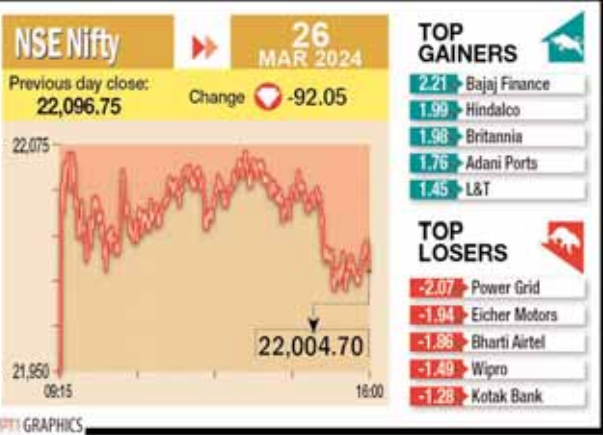 NSE Nifty
26
MAR 2024
Previous day close:
22,096.75
Change -92.05
22,075
22,004.70
21,950
09:15
16:00
TOP
GAINERS
2.21 Bajaj Finance
1.99 Hindalco
1.98 Britannia
1.76 Adani Ports
1.45 L&T
TOP
LOSERS
-2.07 Power Grid
-1.94 Eicher Motors
-1.86 Bharti Airtel
-1.49 Wipro
-1.28 Kotak Bank
PTI GRAPHICS